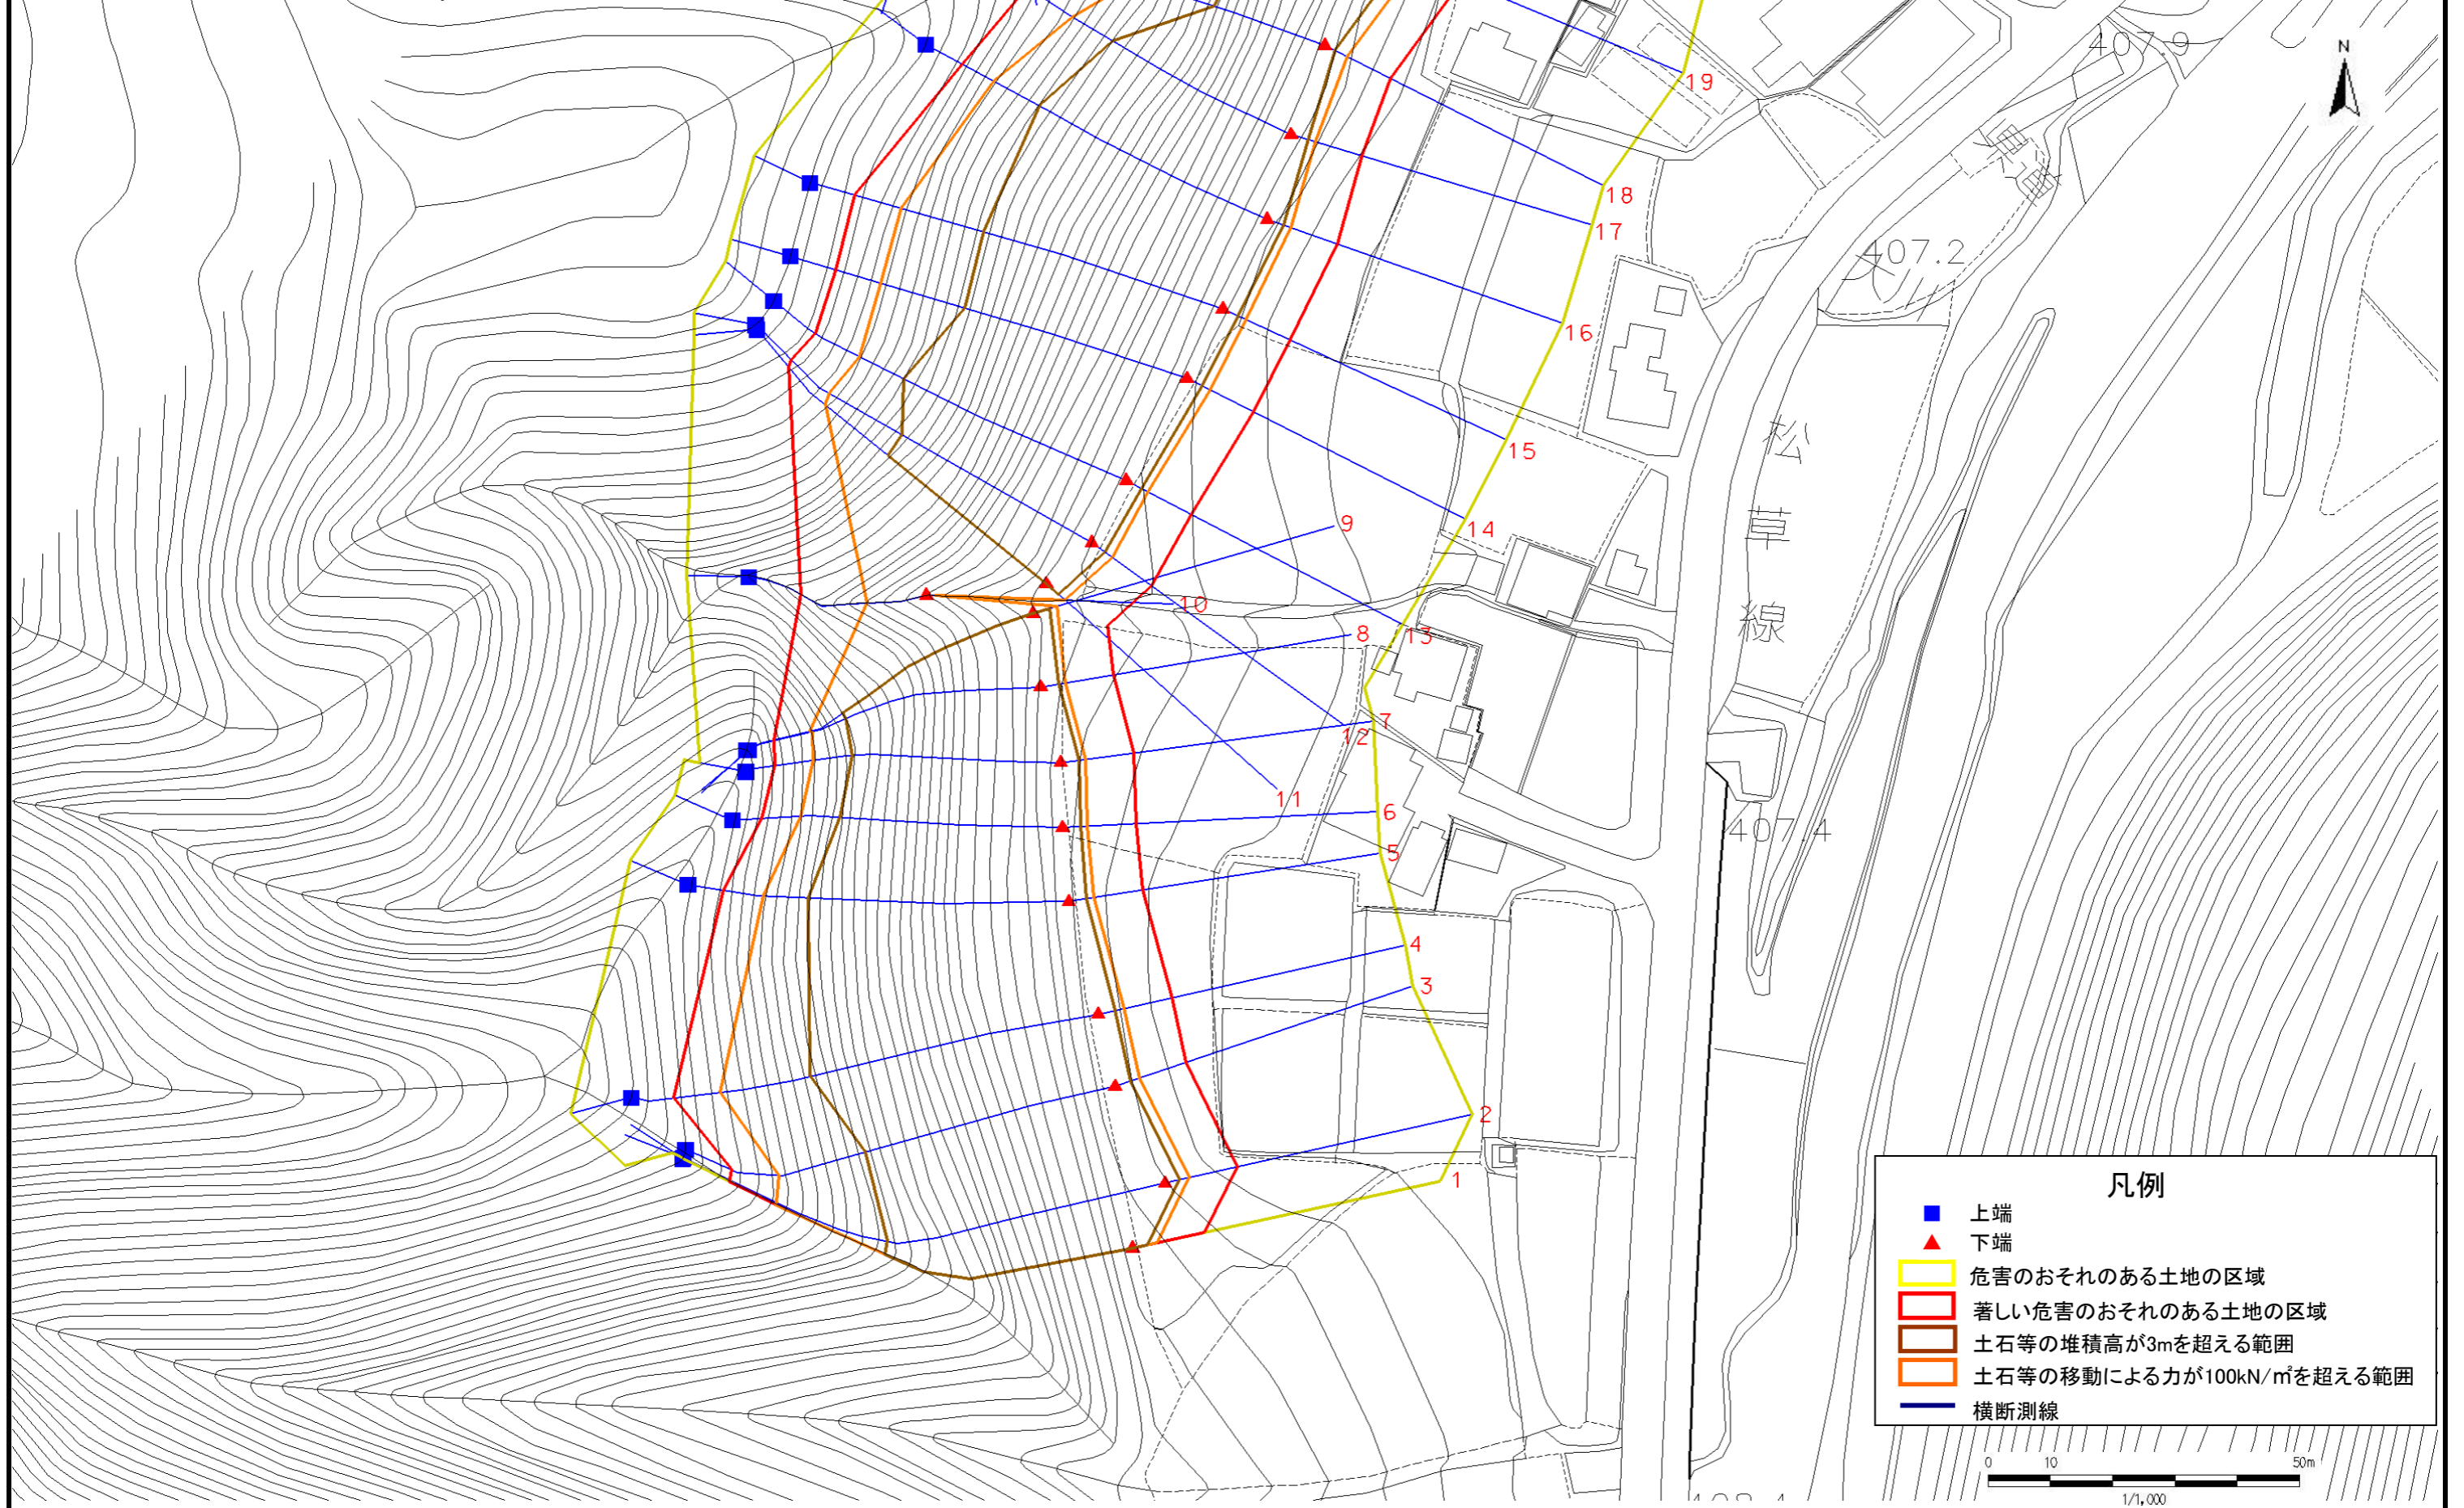 407.9
N
19
18
407.2
17
16
松
15
草
9
14
線
10
8
13
7
12
11
6
407.4
5
4
3
2
1
凡例
上端
下端
危害のおそれのある土地の区域
著しい危害のおそれのある土地の区域
土石等の堆積高が3mを超える範囲
土石等の移動による力が100kN/㎡を超える範囲
横断測線
0 10 50m
1/1,000